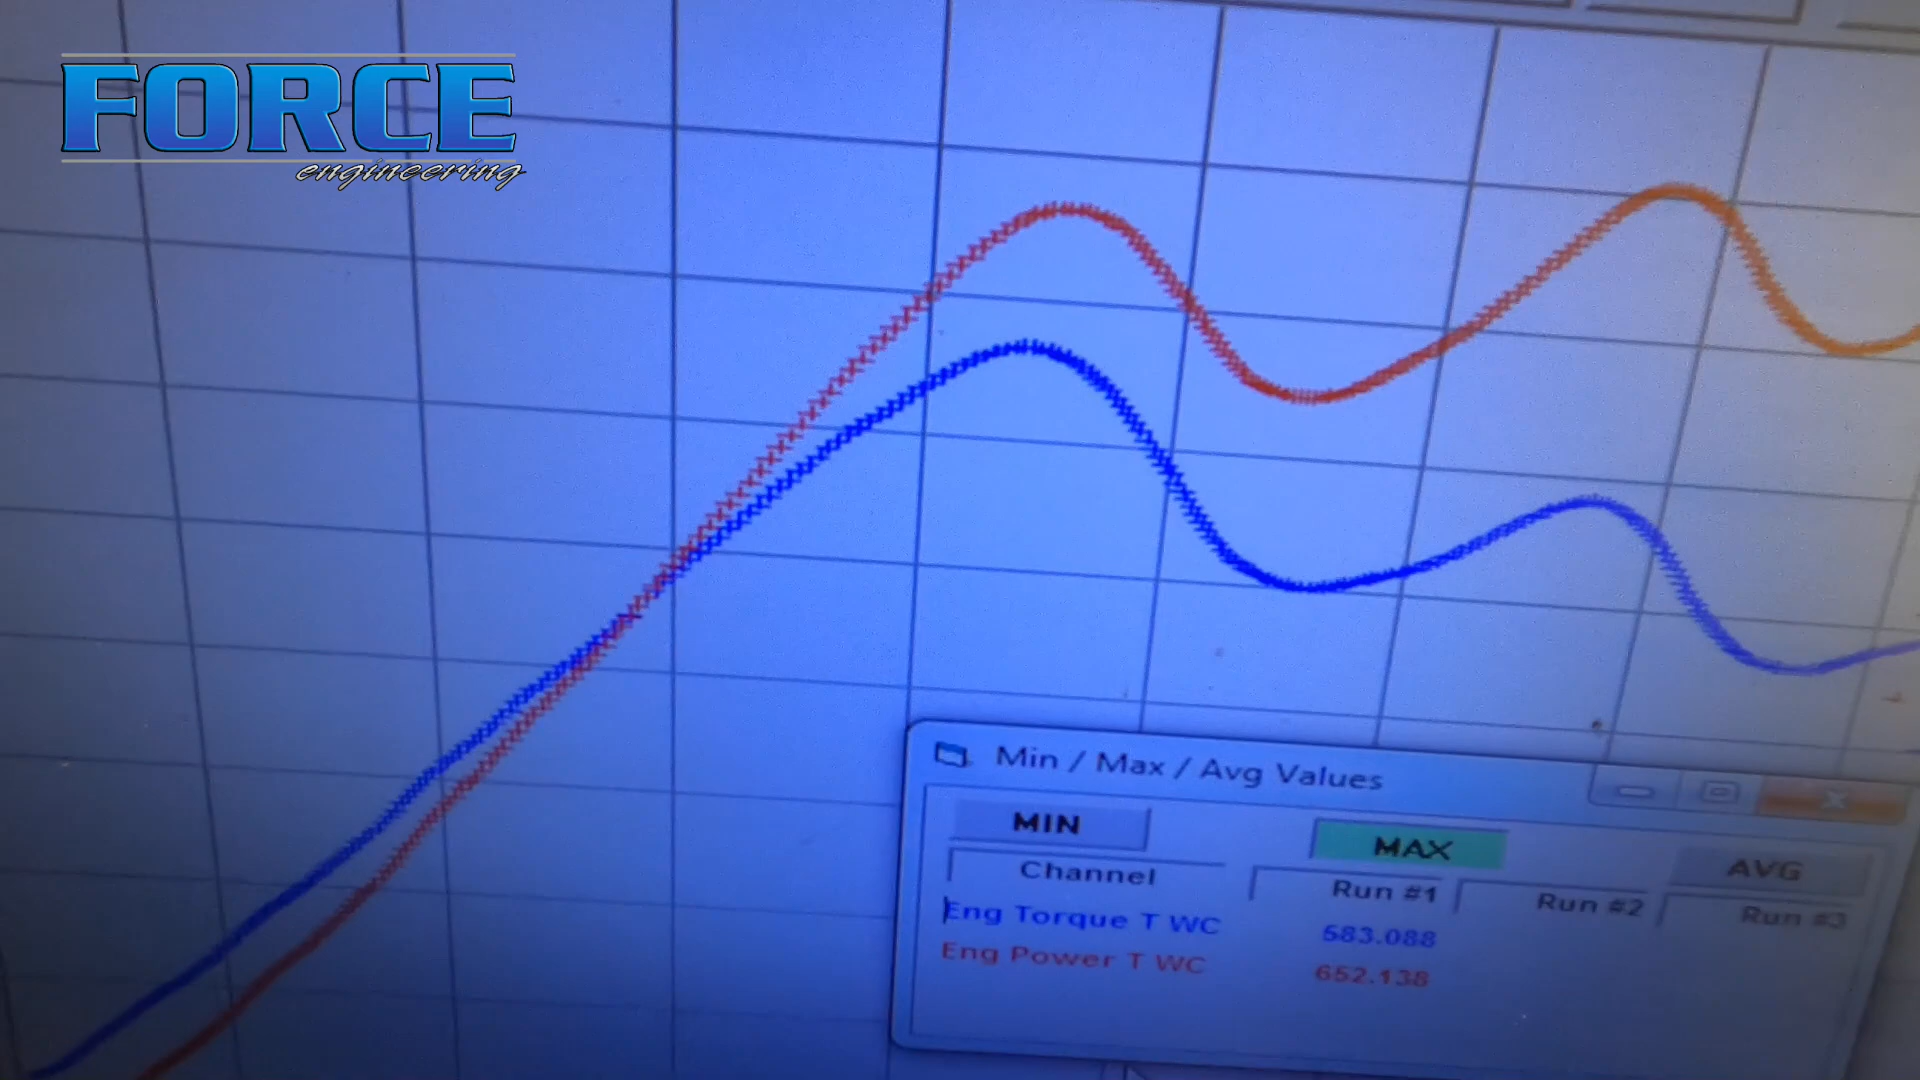 FORCE
engineering
Min / Max / Avg Values
MIN MAX AVG
Channel Run #1 Run #2 Run #3
Eng Torque T WC 583.088
Eng Power T WC 652.138